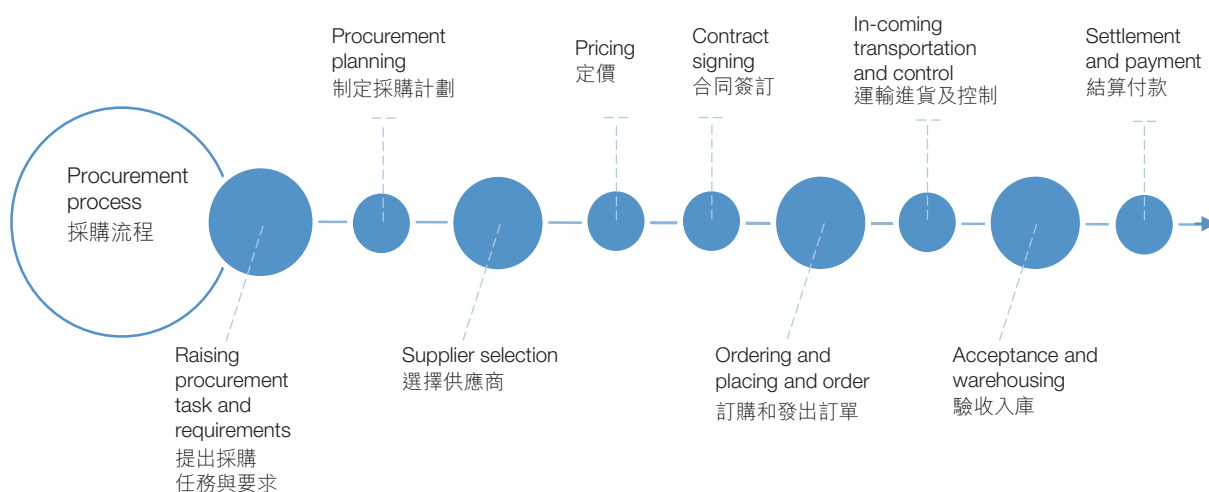 Procurement
process
採購流程
Raising
procurement
task and
requirements
提出採購
任務與要求
Procurement
planning
制定採購計劃
Supplier selection
選擇供應商
Pricing
定價
Contract
signing
合同簽訂
Ordering and
placing and order
訂購和發出訂單
In-coming
transportation
and control
運輸進貨及控制
Acceptance and
warehousing
驗收入庫
Settlement
and payment
結算付款